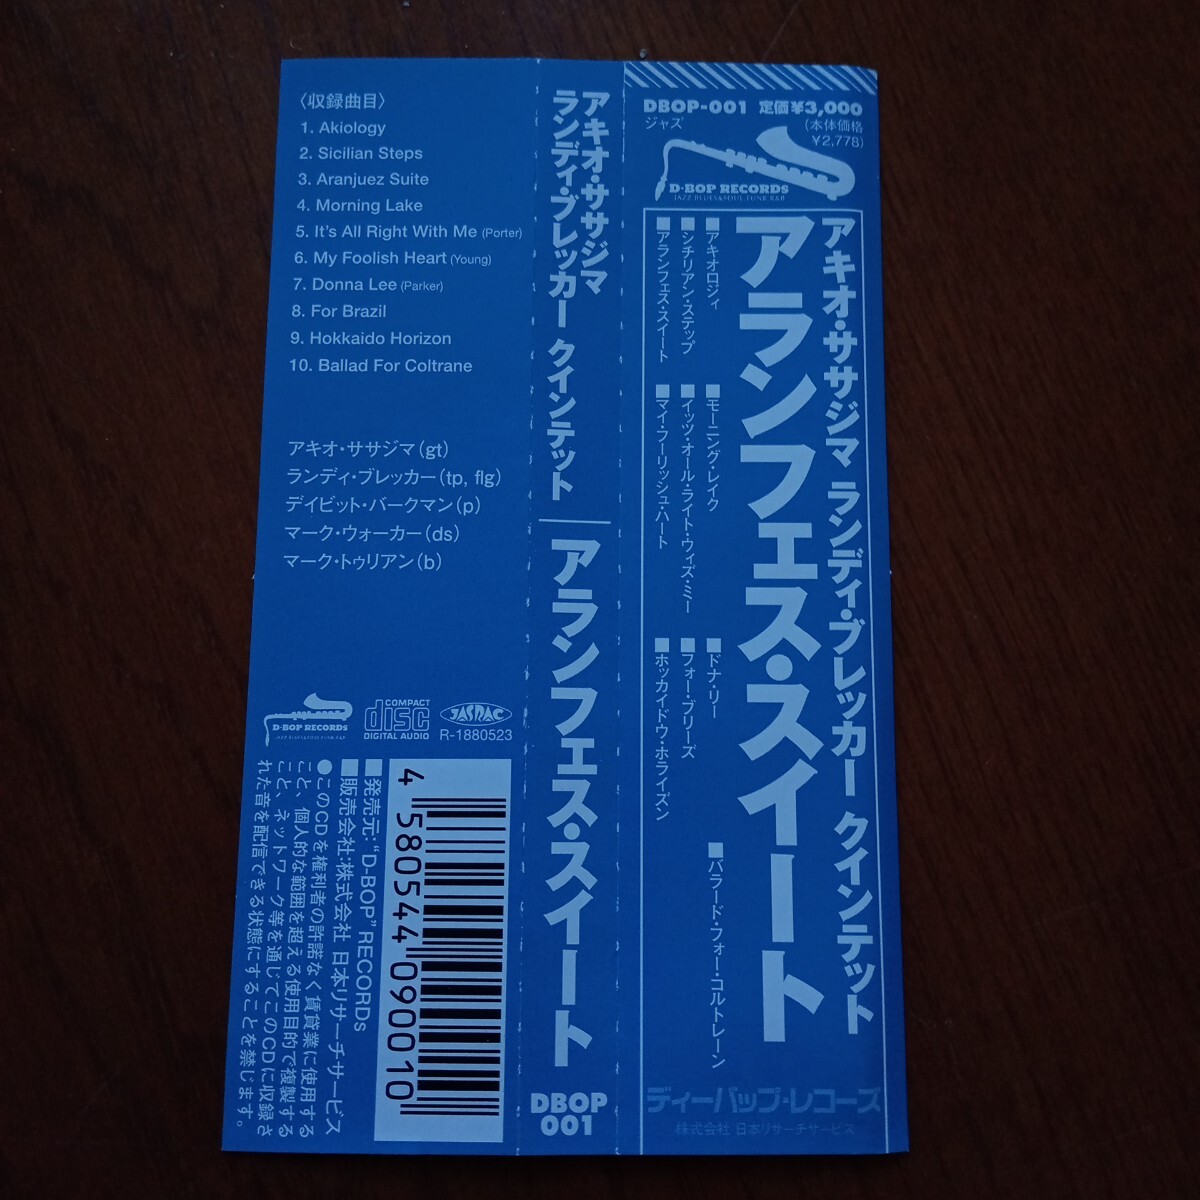 〈収録曲目〉
1. Akiology
2. Sicilian Steps
3. Aranjuez Suite
4. Morning Lake
5. It's All Right With Me (Porter)
6. My Foolish Heart (Young)
7. Donna Lee (Parker)
8. For Brazil
9. Hokkaido Horizon
10. Ballad For Coltrane
アキオ・ササジマ(gt)
ランディ・ブレッカー(tp, flg)
デイビット・バークマン(p)
マーク・ウォーカー(ds)
マーク・トゥリアン(b)
D-BOP RECORDS
JAZZ BLUES&SOUL FUNK R&B
COMPACT
disc
DIGITAL AUDIO
JASRAC
R-1880523
4 580544 090010
■発売元:"D-BOP" RECORDs
■販売会社:株式会社 日本リサーチサービス
●このCDを権利者の許諾なく賃貸業に使用する
こと、個人的な範囲を超える使用目的で複製する
こと、ネットワーク等を通じてこのCDに収録さ
れた音を配信できる状態にすることを禁じます。
アキオ・ササジマ
ランディ・ブレッカー クインテット
アランフェス・スイート
DBOP
001
DBOP-001 定価¥3,000
ジャズ
(本体価格
¥2,778)
D-BOP RECORDS
JAZZ BLUES&SOUL FUNK R&B
アキオ・ササジマ ランディ・ブレッカー クインテット
アランフェス・スイート
■アキオロジィ
■シチリアン・ステップ
■アランフェス・スイート
■モーニング・レイク
■イッツ・オール・ライト・ウィズ・ミー
■マイ・フーリッシュ・ハート
■ドナ・リー
■フォー・ブリーズ
■ホッカイドウ・ホライズン
■バラード・フォー・コルトレーン
ディーバップ・レコーズ
株式会社 日本リサーチサービス